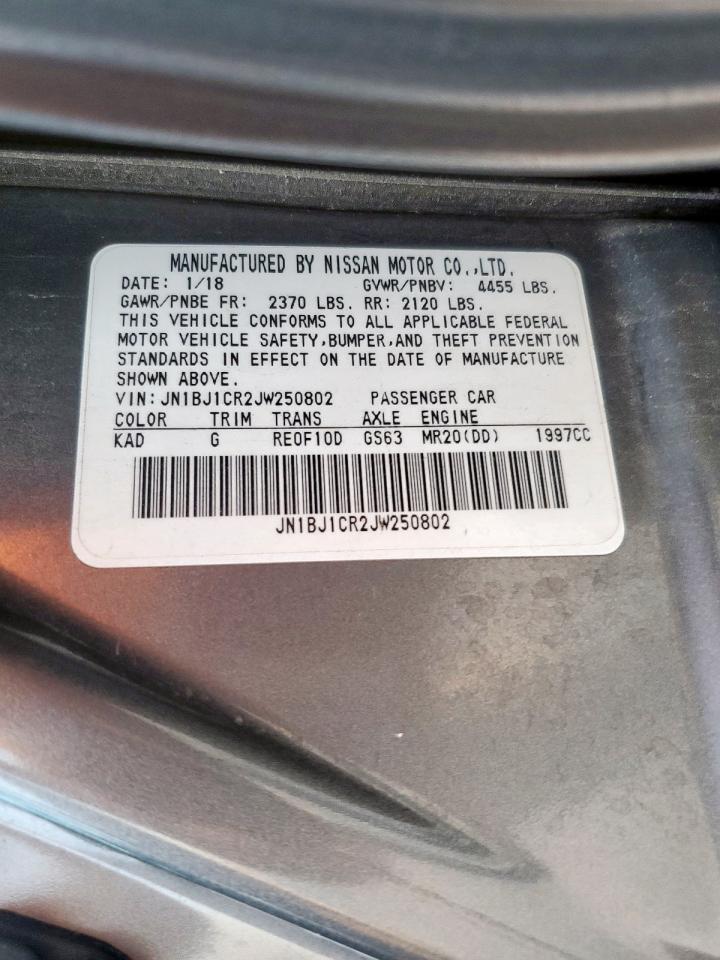 MANUFACTURED BY NISSAN MOTOR CO.,LTD.
DATE: 1/18 GVWR/PNBV: 4455 LBS.
GAWR/PNBE FR: 2370 LBS. RR: 2120 LBS.
THIS VEHICLE CONFORMS TO ALL APPLICABLE FEDERAL
MOTOR VEHICLE SAFETY,BUMPER,AND THEFT PREVENTION
STANDARDS IN EFFECT ON THE DATE OF MANUFACTURE
SHOWN ABOVE.
VIN:JN1BJ1CR2JW250802 PASSENGER CAR
COLOR TRIM TRANS AXLE ENGINE
KAD G RE0F10D GS63 MR20(DD) 1997CC
JN1BJ1CR2JW250802